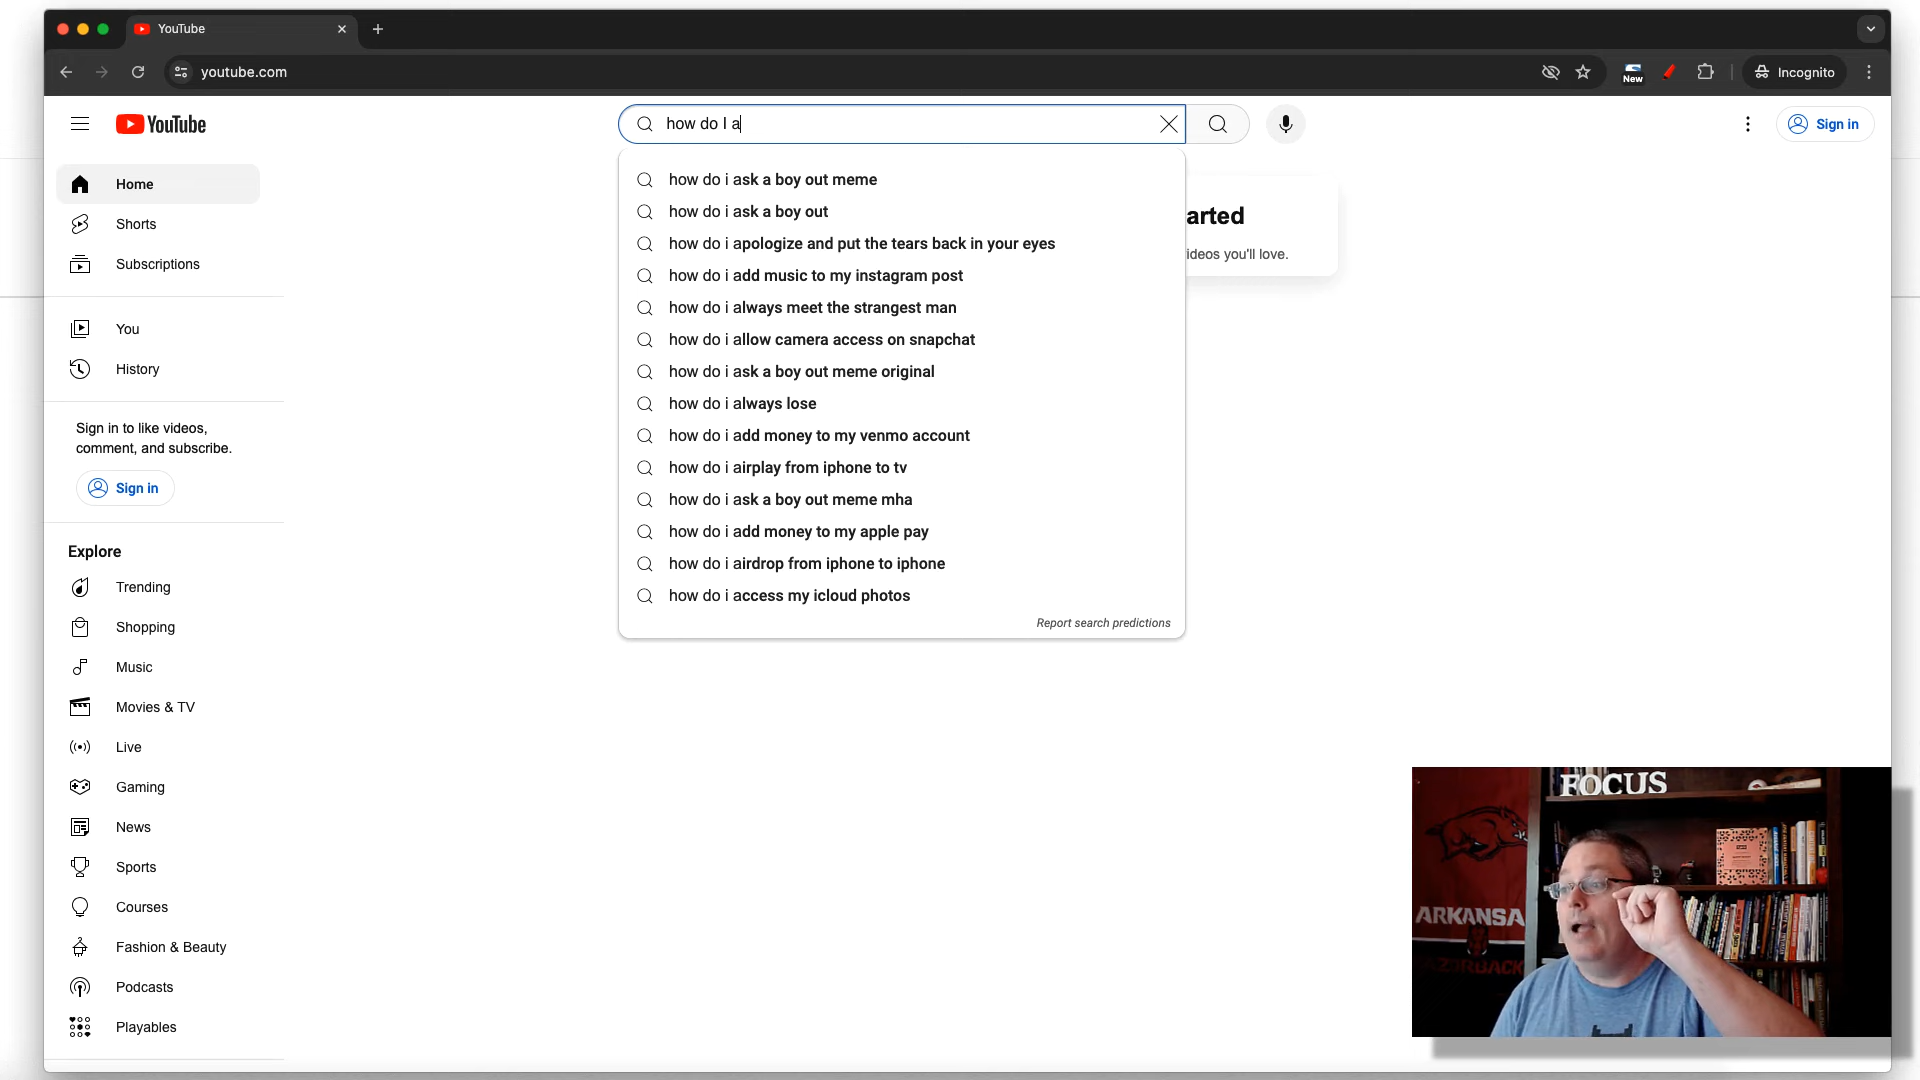 YouTube
youtube.com
New
Incognito
YouTube
how do I a
Sign in
Home
Shorts
Subscriptions
You
History
Sign in to like videos,
comment, and subscribe.
Sign in
Explore
Trending
Shopping
Music
Movies & TV
Live
Gaming
News
Sports
Courses
Fashion & Beauty
Podcasts
Playables
how do i ask a boy out meme
how do i ask a boy out
how do i apologize and put the tears back in your eyes
how do i add music to my instagram post
how do i always meet the strangest man
how do i allow camera access on snapchat
how do i ask a boy out meme original
how do i always lose
how do i add money to my venmo account
how do i airplay from iphone to tv
how do i ask a boy out meme mha
how do i add money to my apple pay
how do i airdrop from iphone to iphone
how do i access my icloud photos
Report search predictions
arted
ideos you'll love.
FOCUS
ARKANSA
AZORBACK